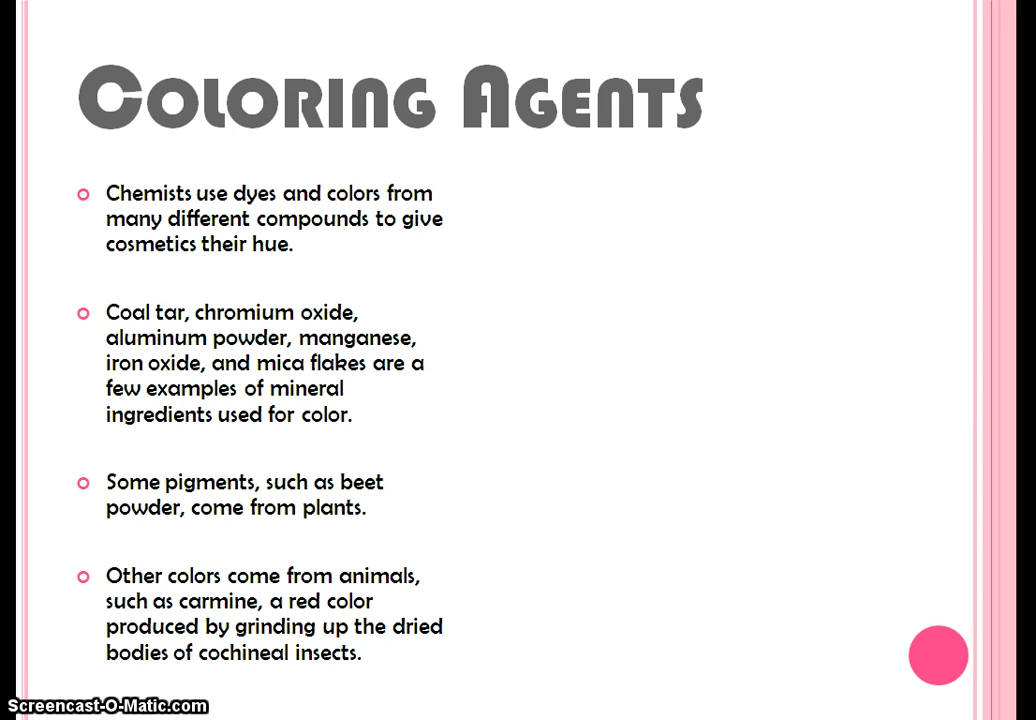 Coloring Agents
Chemists use dyes and colors from
many different compounds to give
cosmetics their hue.
Coal tar, chromium oxide,
aluminum powder, manganese,
iron oxide, and mica flakes are a
few examples of mineral
ingredients used for color.
Some pigments, such as beet
powder, come from plants.
Other colors come from animals,
such as carmine, a red color
produced by grinding up the dried
bodies of cochineal insects.
Screencast-O-Matic.com